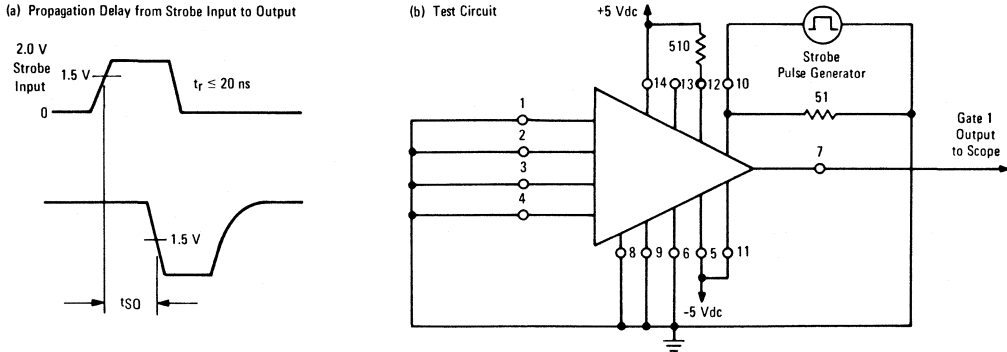 (a) Propagation Delay from Strobe Input to Output
2.0 V
Strobe
Input
1.5 V
0
tr ≤ 20 ns
1.5 V
tSQ
(b) Test Circuit
+5 Vdc
510
Strobe
Pulse Generator
14
13
12
10
51
1
2
3
4
7
Gate 1
Output
to Scope
8
9
6
5
11
-5 Vdc